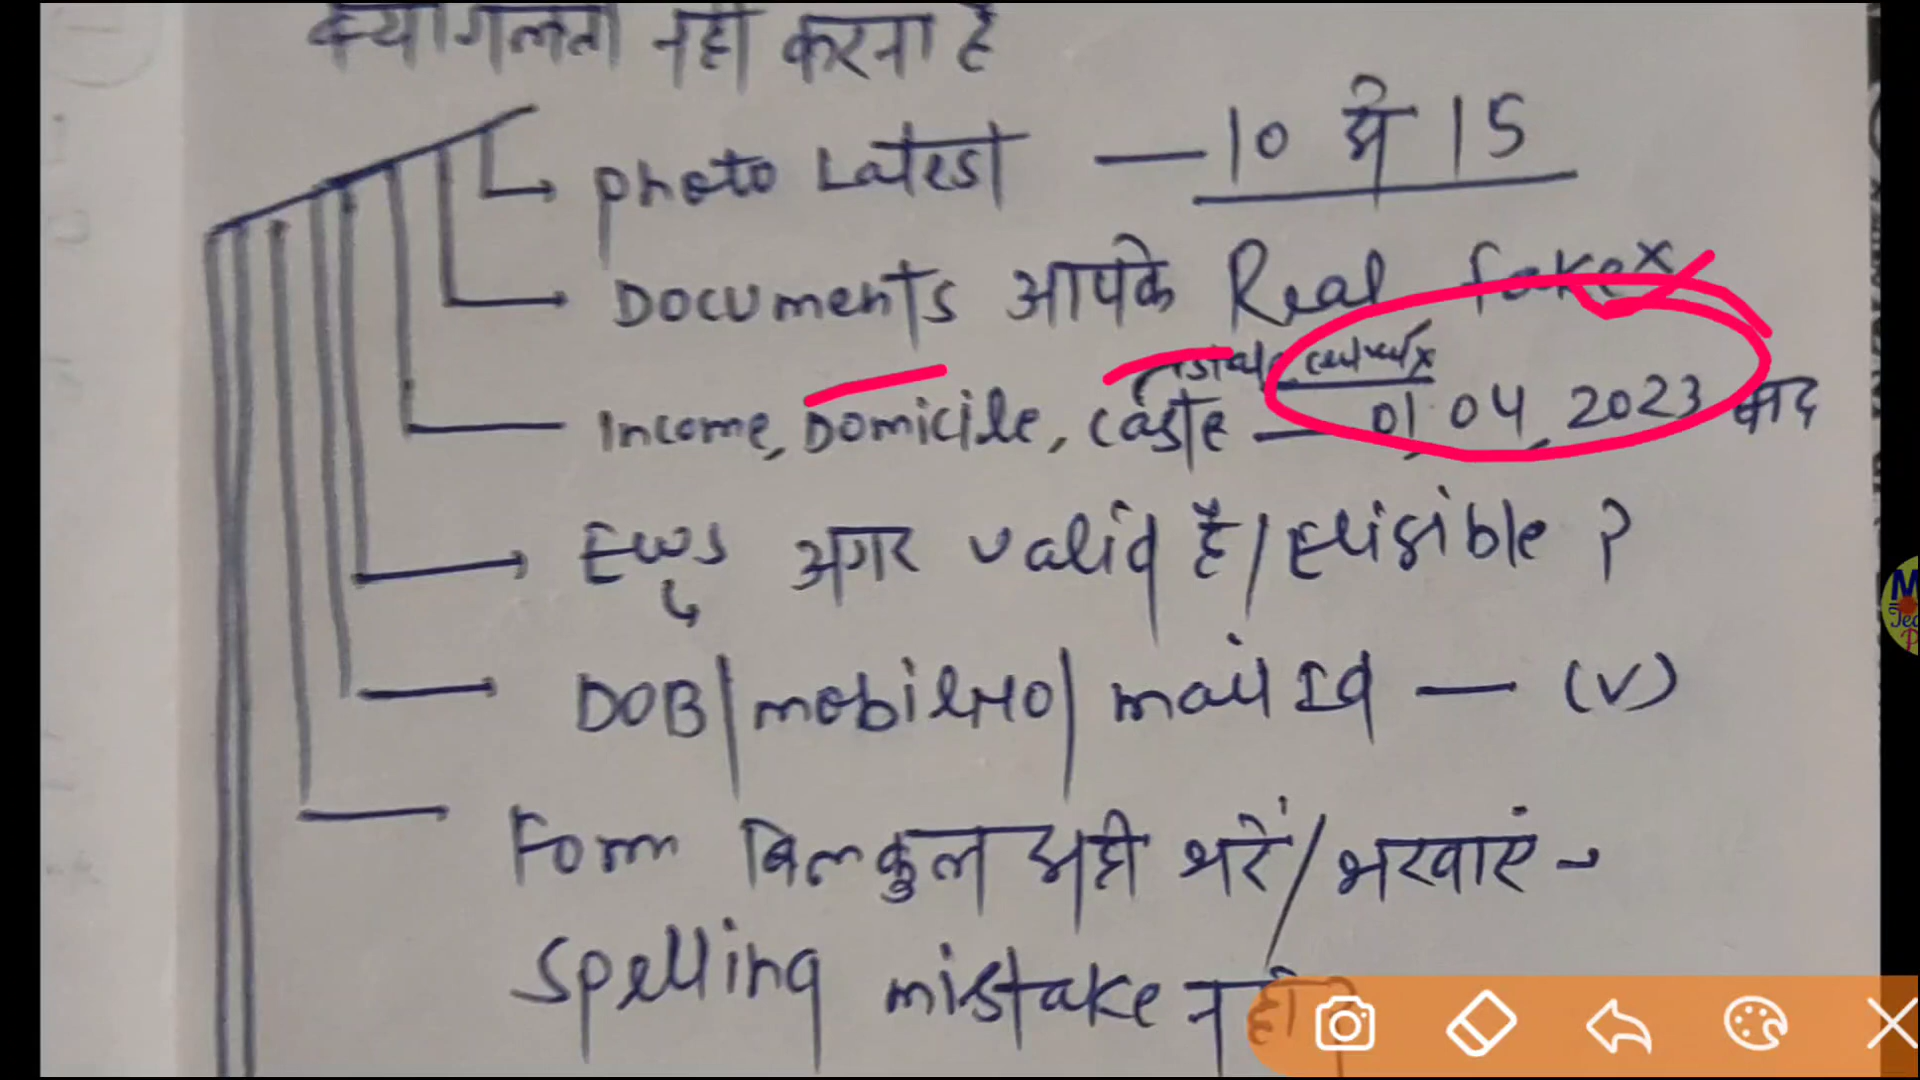 क्या गलती नही करना है
photo Latest — 10 से 15
Documents आपके Real fake x
Income, Domicile, caste — 01.04.2023 बाद
EWS अगर valid है/Eligible ?
DOB/mobile no/mail Id — (v)
Form बिल्कुल सही भरें/भरवाएं -
spelling mistake न हो